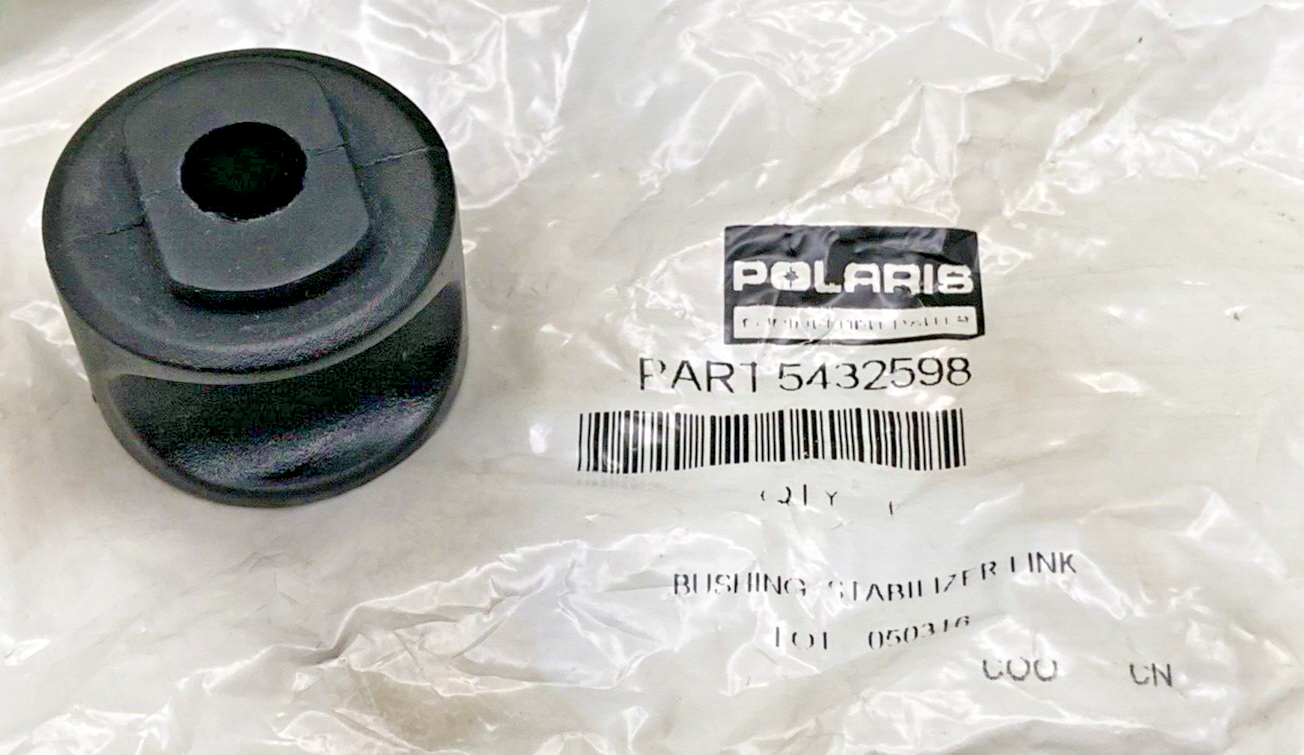 POLARIS
PART 5432598
QTY 1
BUSHING STABILIZER LINK
LOT 050316
COO CN